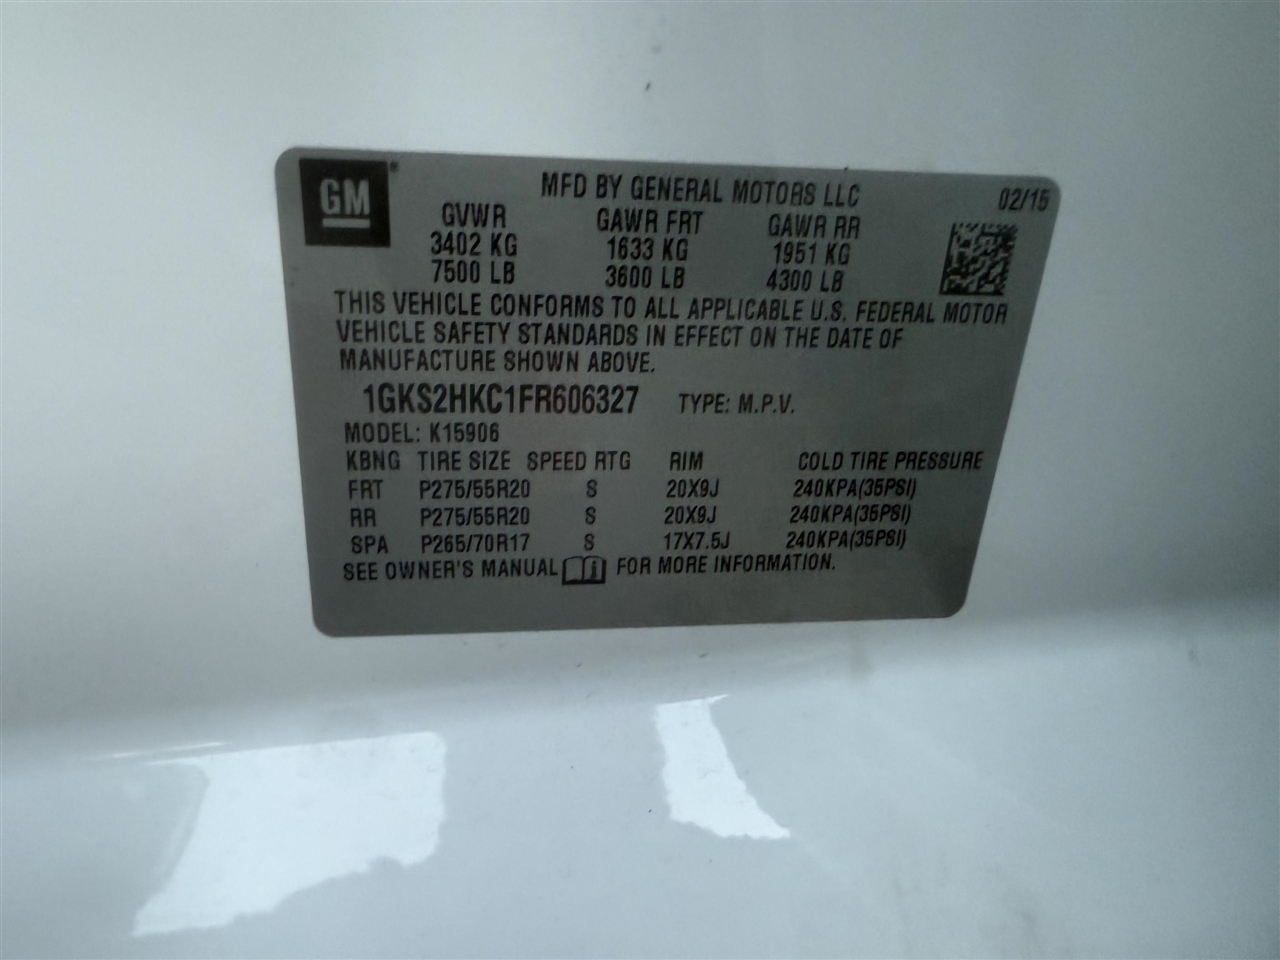 GM®
MFD BY GENERAL MOTORS LLC 02/15
GVWR GAWR FRT GAWR RR
3402 KG 1633 KG 1951 KG
7500 LB 3600 LB 4300 LB
THIS VEHICLE CONFORMS TO ALL APPLICABLE U.S. FEDERAL MOTOR
VEHICLE SAFETY STANDARDS IN EFFECT ON THE DATE OF
MANUFACTURE SHOWN ABOVE.
1GKS2HKC1FR606327 TYPE: M.P.V.
MODEL: K15906
KBNG TIRE SIZE SPEED RTG RIM COLD TIRE PRESSURE
FRT P275/55R20 S 20X9J 240KPA(35PSI)
RR P275/55R20 S 20X9J 240KPA(35PSI)
SPA P265/70R17 S 17X7.5J 240KPA(35PSI)
SEE OWNER'S MANUAL i FOR MORE INFORMATION.